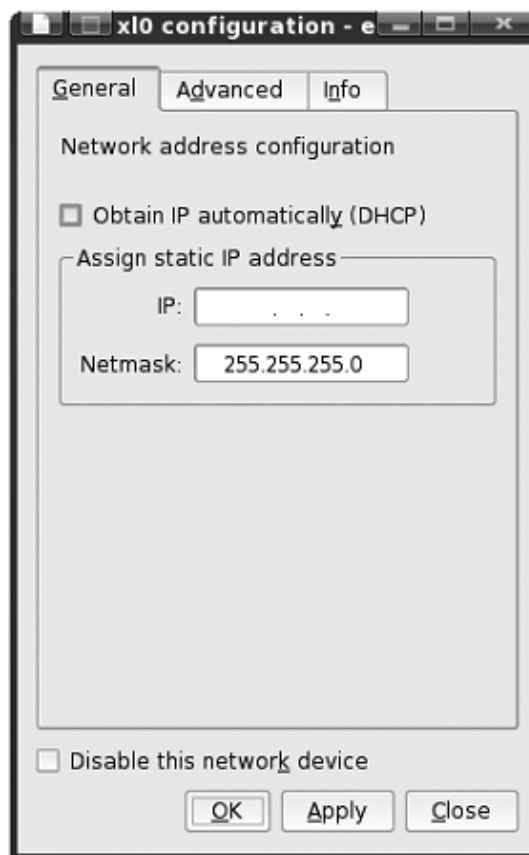 xl0 configuration - e
General Advanced Info
Network address configuration
Obtain IP automatically (DHCP)
Assign static IP address
IP: . . .
Netmask: 255.255.255.0
Disable this network device
OK Apply Close